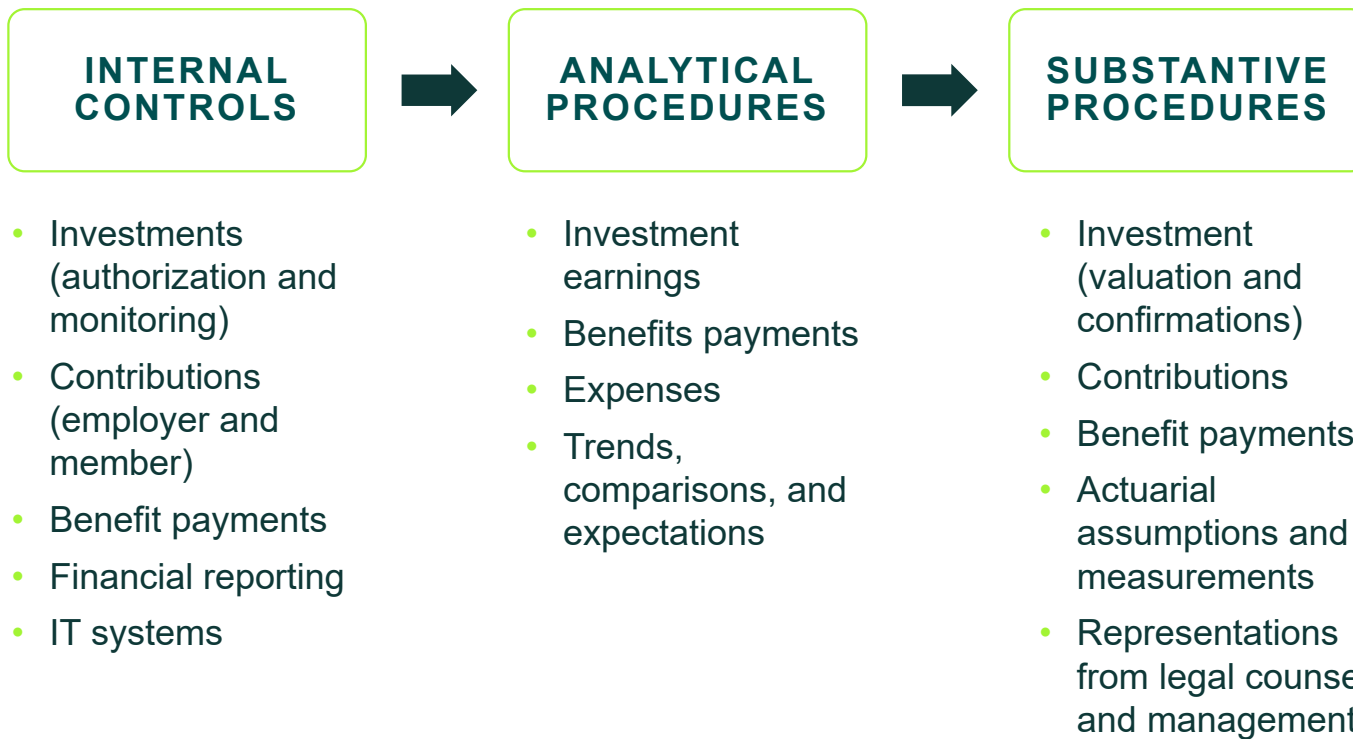 INTERNAL
CONTROLS
• Investments
(authorization and
monitoring)
• Contributions
(employer and
member)
• Benefit payments
• Financial reporting
• IT systems
ANALYTICAL
PROCEDURES
• Investment
earnings
• Benefits payments
• Expenses
• Trends,
comparisons, and
expectations
SUBSTANTIVE
PROCEDURES
• Investment
(valuation and
confirmations)
• Contributions
• Benefit payments
• Actuarial
assumptions and
measurements
• Representations
from legal
and management